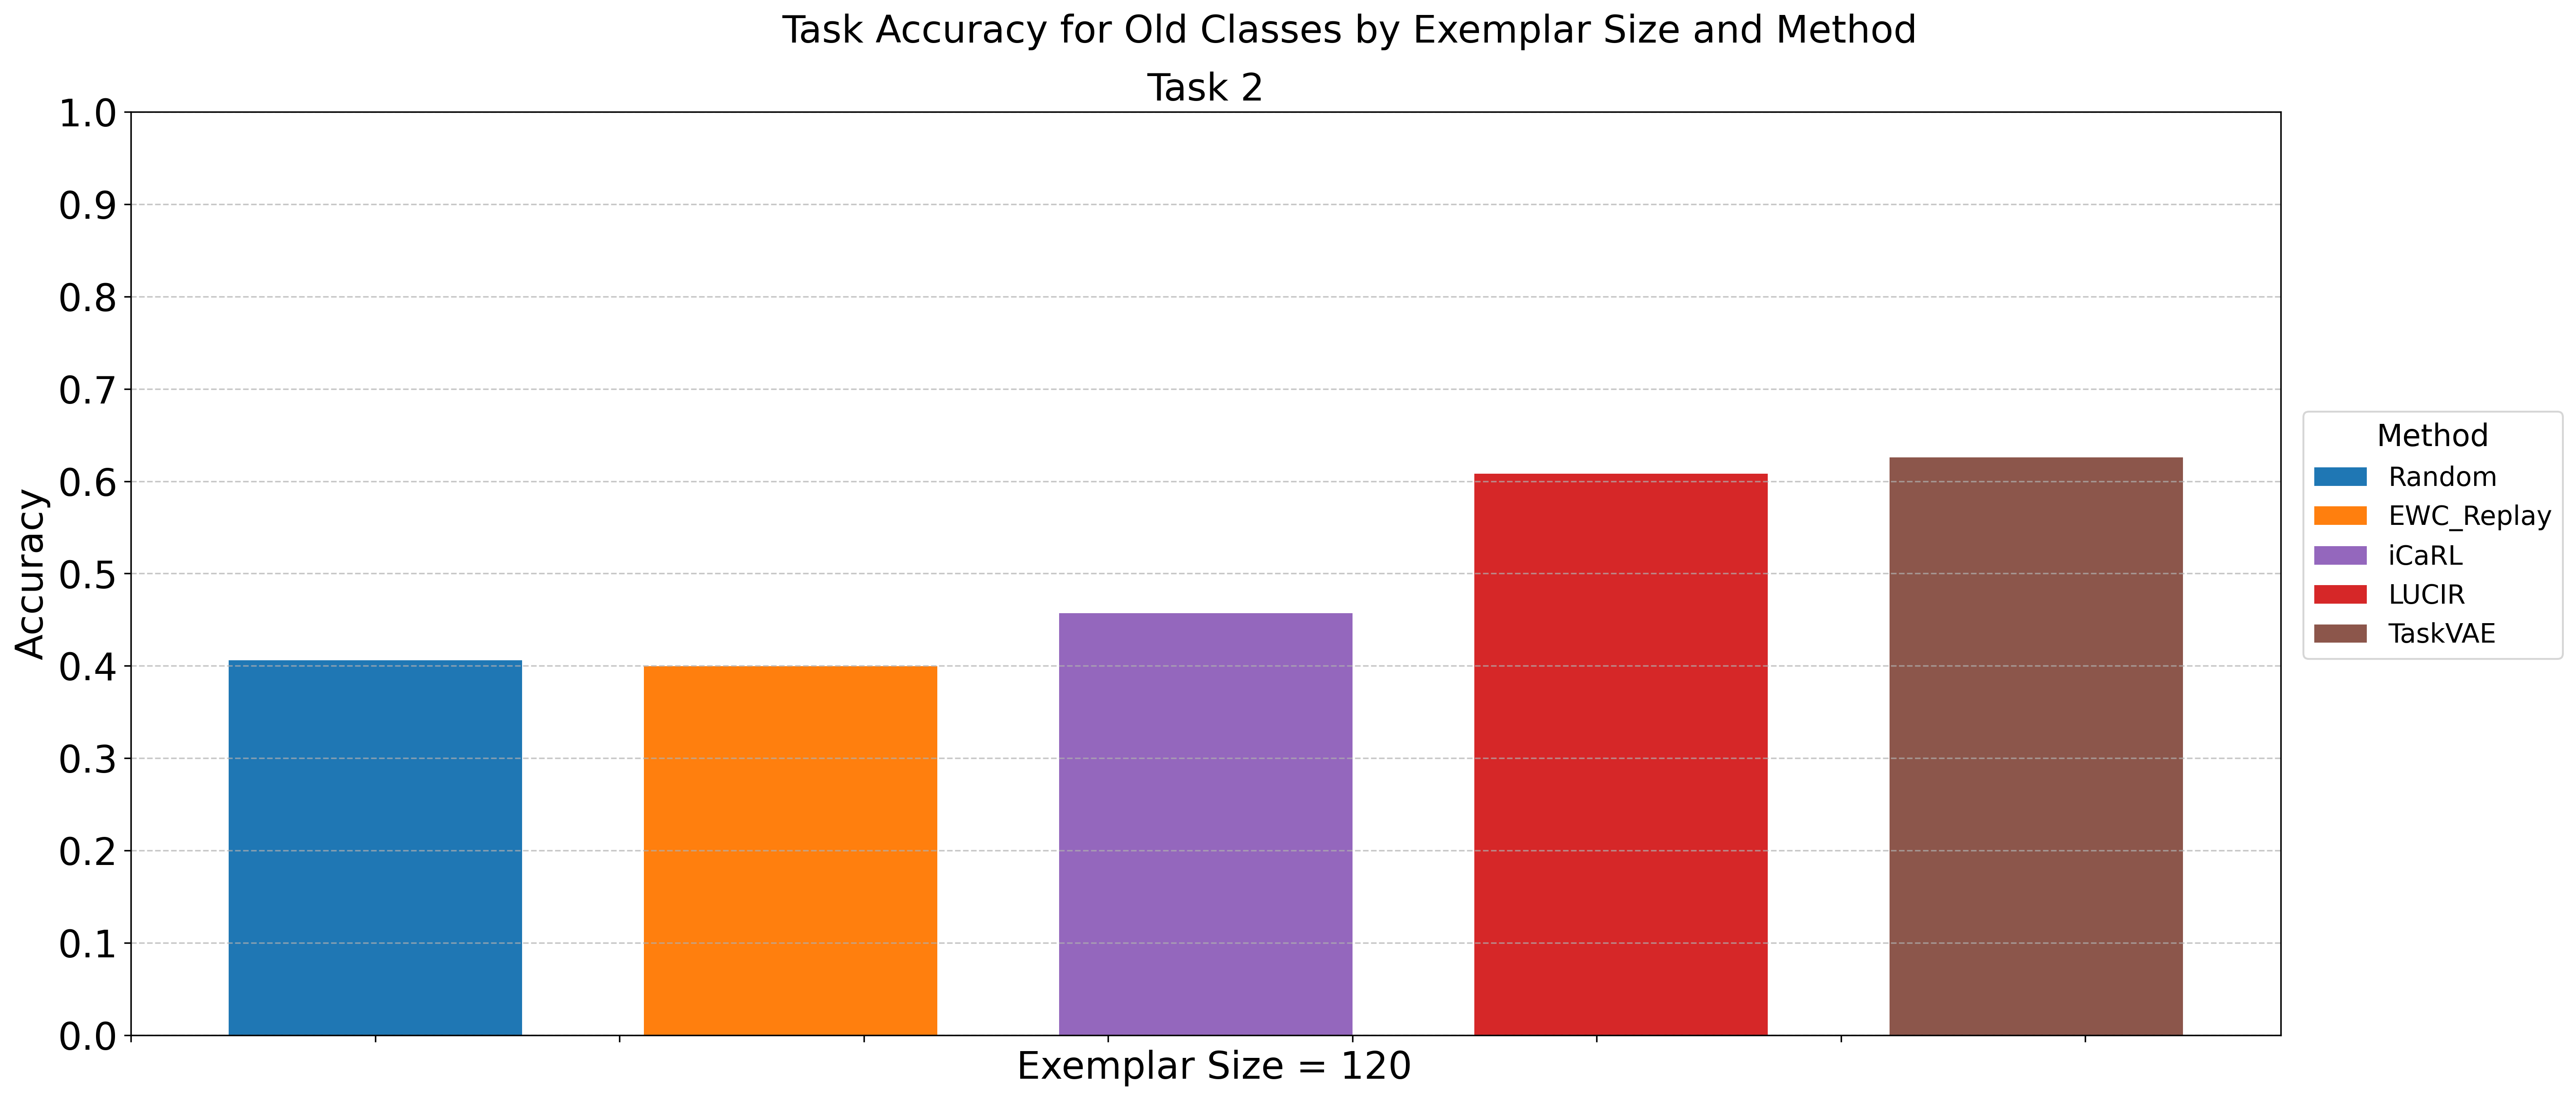 Task Accuracy for Old Classes by Exemplar Size and Method
Task 2
1.0
0.9
0.8
0.7
0.6
0.5
0.4
0.3
0.2
0.1
0.0
Accuracy
Exemplar Size = 120
Method
Random
EWC_Replay
iCaRL
LUCIR
TaskVAE